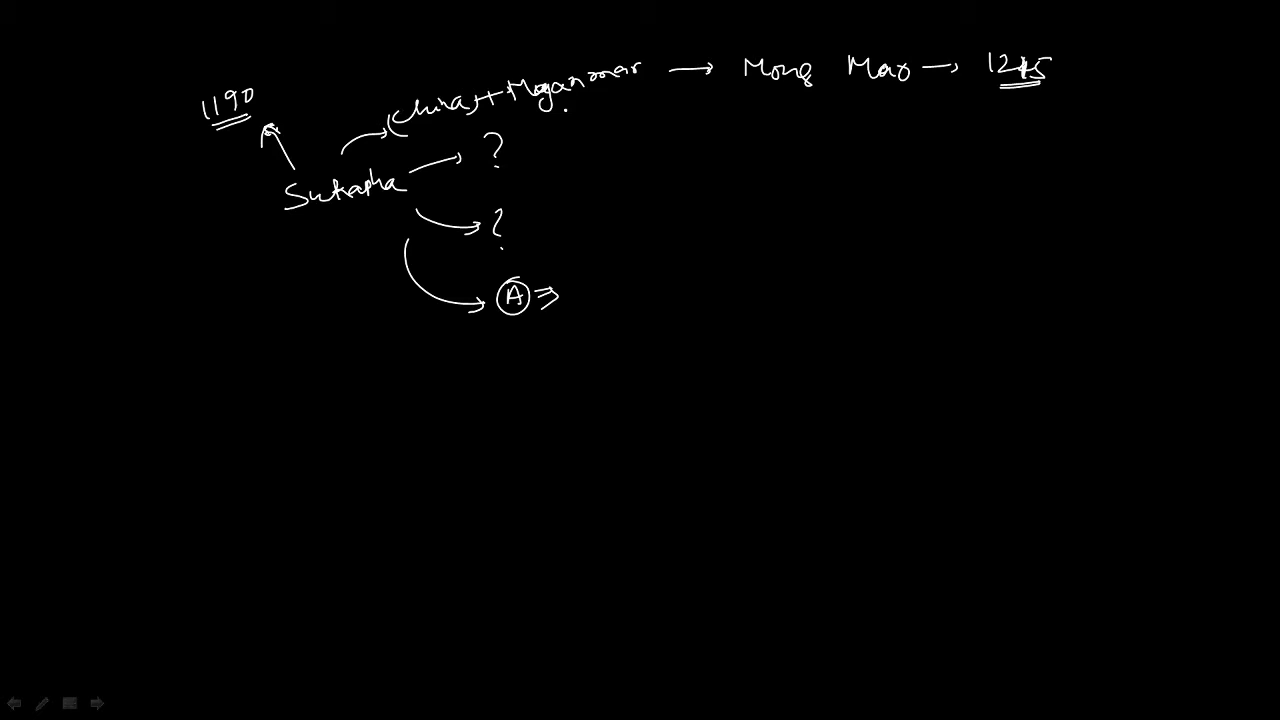 (China) + Myanmar → Mong Mao → 1215
1190
Sukapha → ?
?
A ⇒